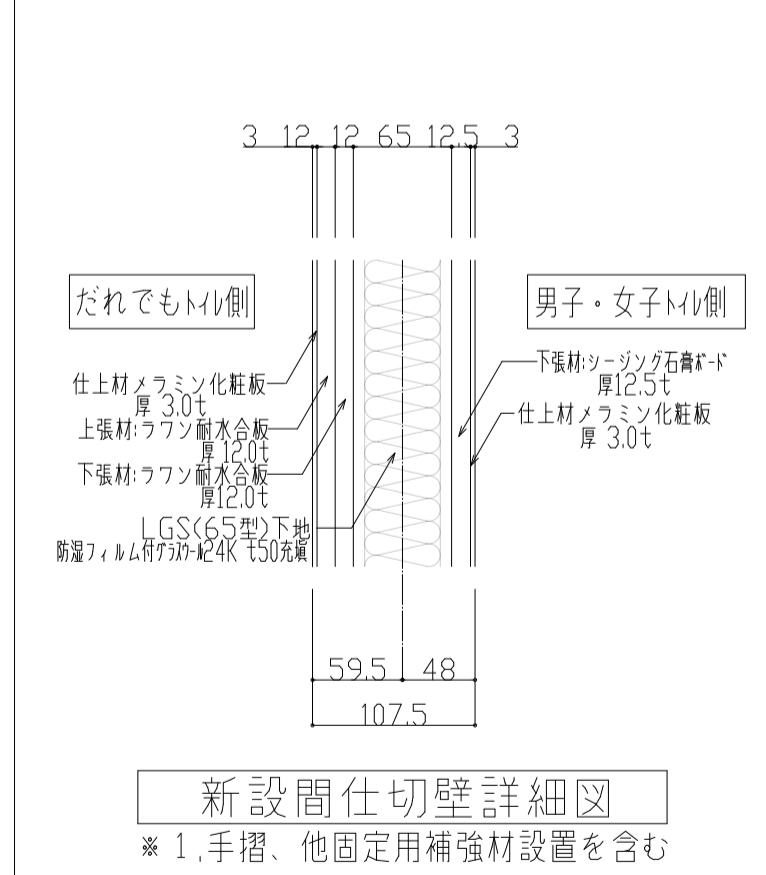 3 12 12 65 12.5 3
だれでもトイレ側
男子・女子トイレ側
仕上材メラミン化粧板
厚 3.0t
上張材:ラワン耐水合板
厚 12.0t
下張材:ラワン耐水合板
厚12.0t
LGS(65型)下地
防湿フィルム付グラスウール24K t50充填
下張材:シージング石膏ボード
厚12.5t
仕上材メラミン化粧板
厚 3.0t
59.5 48
107.5
新設間仕切壁詳細図
※ 1.手摺、他固定用補強材設置を含む